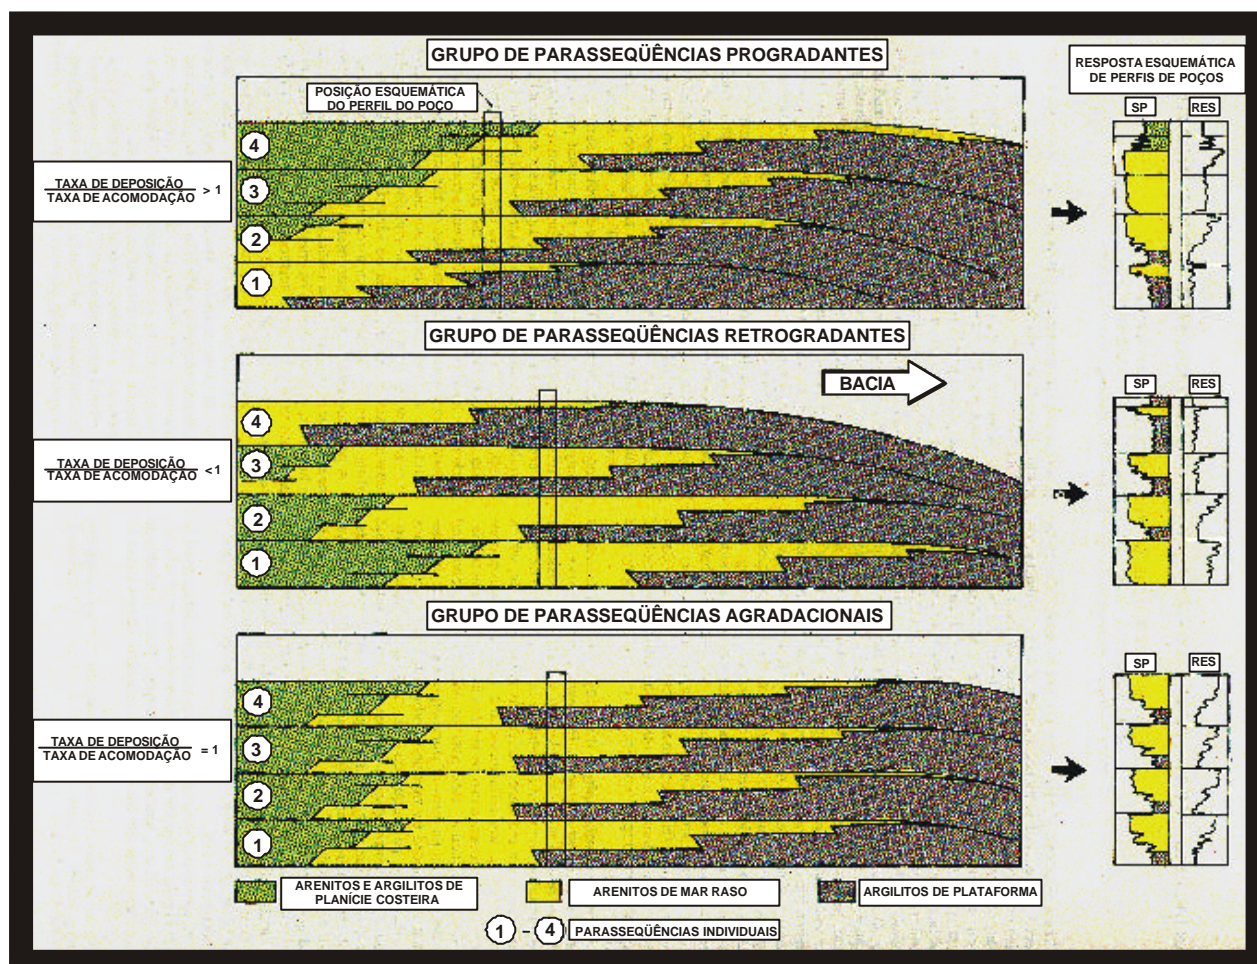 GRUPO DE PARASSEQÜÊNCIAS PROGRADANTES
RESPOSTA ESQUEMÁTICA
DE PERFIS DE POÇOS
POSIÇÃO ESQUEMÁTICA
DO PERFIL DO POÇO
SP
RES
4
3
2
1
TAXA DE DEPOSIÇÃO
TAXA DE ACOMODAÇÃO > 1
GRUPO DE PARASSEQÜÊNCIAS RETROGRADANTES
BACIA
SP
RES
4
3
2
1
TAXA DE DEPOSIÇÃO
TAXA DE ACOMODAÇÃO < 1
GRUPO DE PARASSEQÜÊNCIAS AGRADACIONAIS
SP
RES
4
3
2
1
TAXA DE DEPOSIÇÃO
TAXA DE ACOMODAÇÃO = 1
ARENITOS E ARGILITOS DE
PLANÍCIE COSTEIRA
ARENITOS DE MAR RASO
ARGILITOS DE PLATAFORMA
1 - 4 PARASSEQÜÊNCIAS INDIVIDUAIS